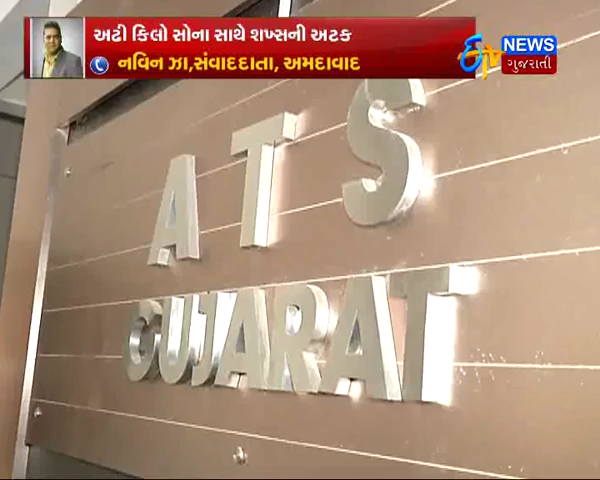 અઢી કિલો સોના સાથે શખ્સની અટક
નવિન ઝા,સંવાદદાતા, અમદાવાદ
ETV NEWS
ગુજરાતી
ATS
GUJARAT